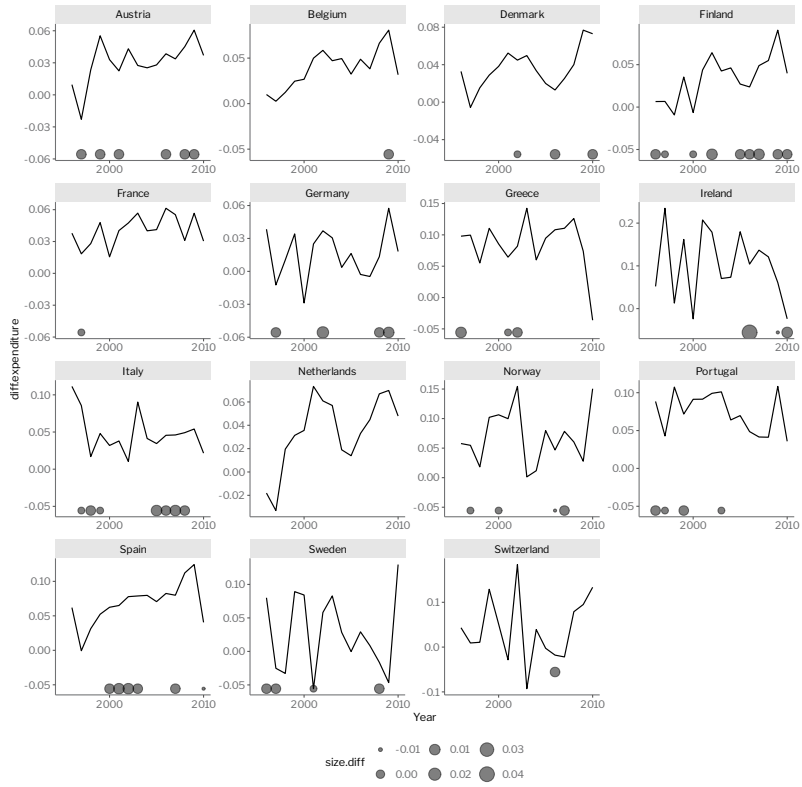 Austria Belgium Denmark Finland
0.06 0.03 0.00 -0.03 -0.06
0.05 0.00 -0.05
0.08 0.04 0.00 -0.04
0.05 0.00 -0.05
2000 2010 2000 2010 2000 2010 2000 2010
France Germany Greece Ireland
0.06 0.03 0.00 -0.03 -0.06
0.06 0.03 0.00 -0.03 -0.06
0.15 0.10 0.05 0.00 -0.05
0.2 0.1 0.0
2000 2010 2000 2010 2000 2010 2000 2010
diff.expenditure
Italy Netherlands Norway Portugal
0.10 0.05 0.00 -0.05
0.06 0.04 0.02 0.00 -0.02
0.15 0.10 0.05 0.00 -0.05
0.10 0.05 0.00 -0.05
2000 2010 2000 2010 2000 2010 2000 2010
Spain Sweden Switzerland
0.10 0.05 0.00 -0.05
0.10 0.05 0.00 -0.05
0.1 0.0 -0.1
2000 2010 2000 2010 2000 2010
Year
size.diff
-0.01 0.01 0.03
0.00 0.02 0.04